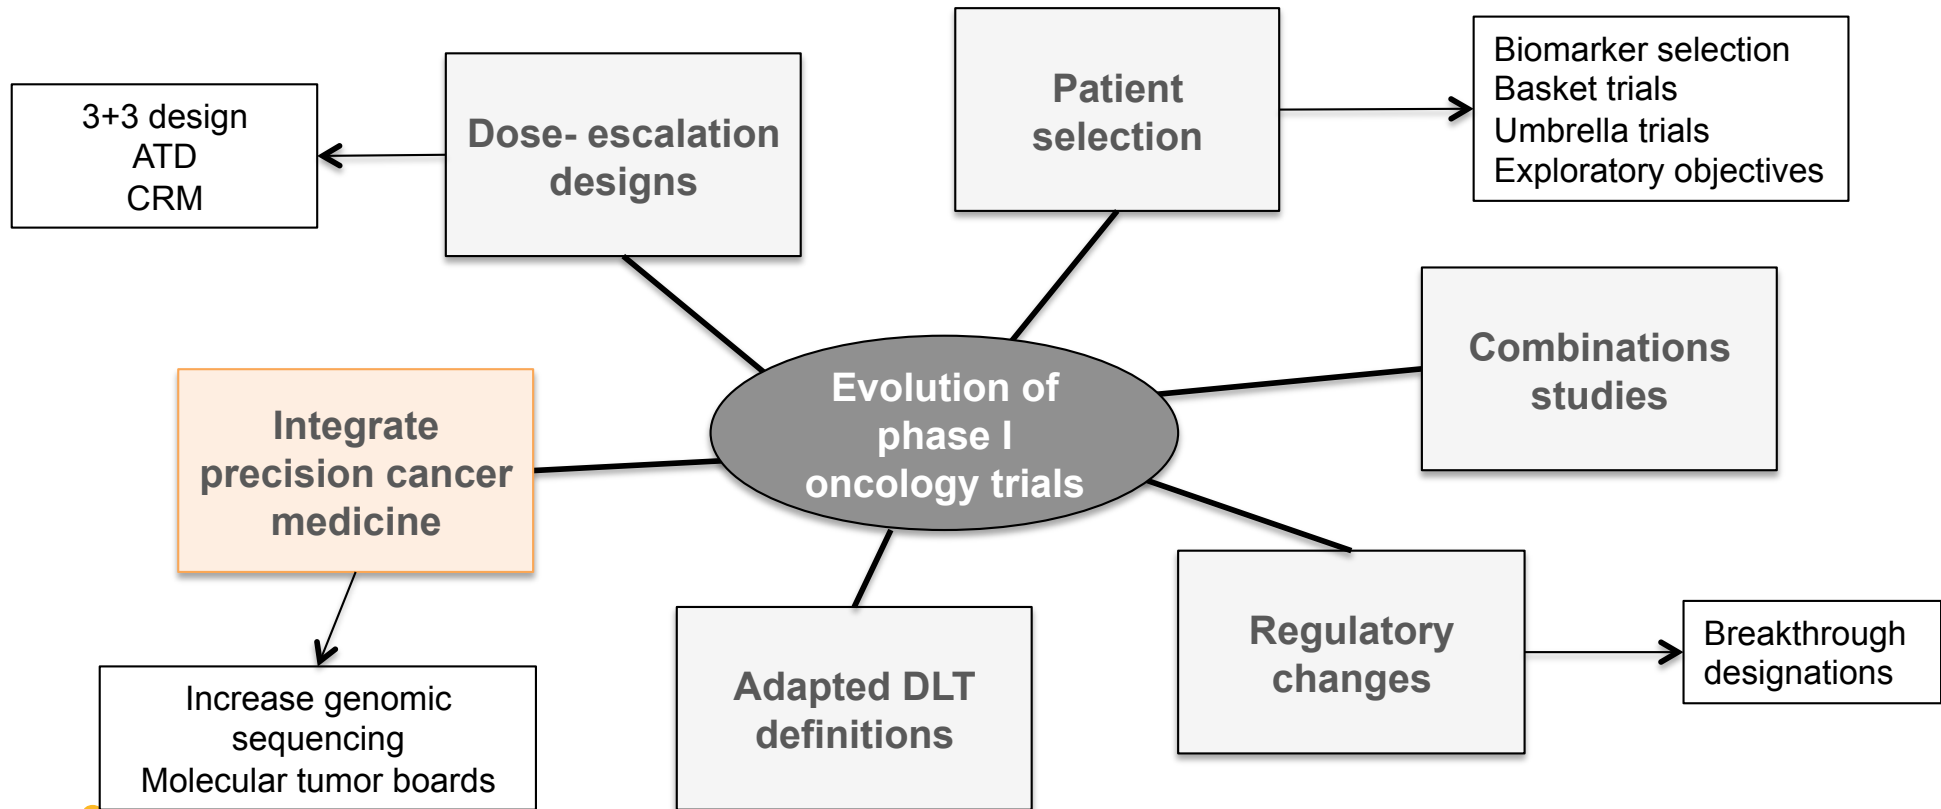 3+3 design
ATD
CRM
Dose- escalation
designs
Patient
selection
Biomarker selection
Basket trials
Umbrella trials
Exploratory objectives
Combinations
studies
Evolution of
phase I
oncology trials
Integrate
precision cancer
medicine
Increase genomic
sequencing
Molecular tumor boards
Adapted DLT
definitions
Regulatory
changes
Breakthrough
designations